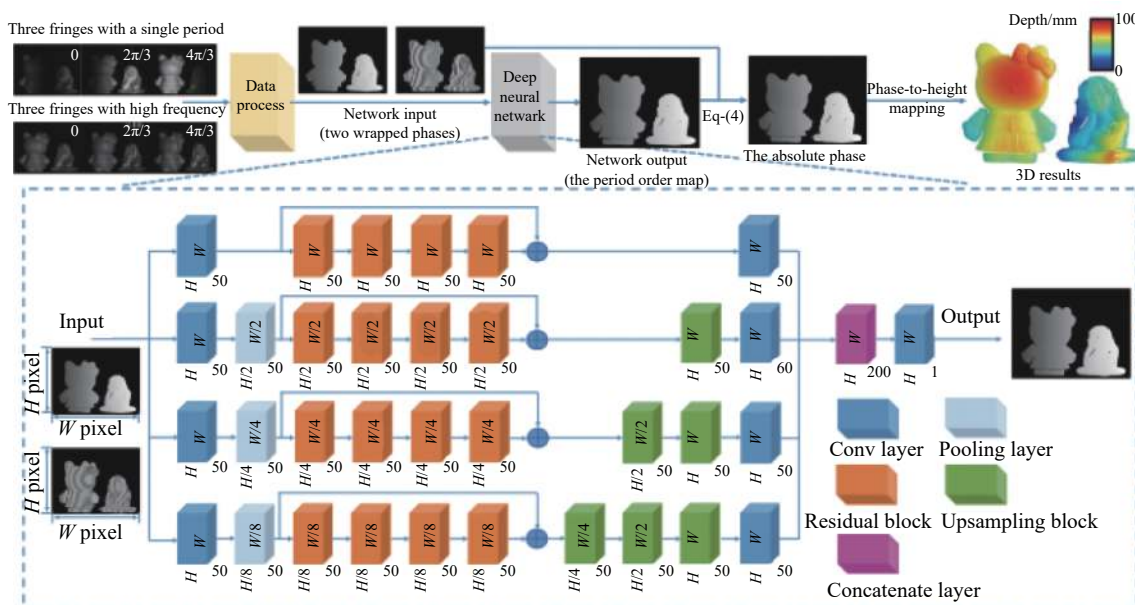 Three fringes with a single period
0 2π/3 4π/3
Three fringes with high frequency
0 2π/3 4π/3
Data
process
Network input
(two wrapped phases)
Deep
neural
network
Network output
(the period order map)
Eq-(4)
The absolute phase
Phase-to-height
mapping
Depth/mm
100
0
3D results
Input
H pixel
W pixel
H pixel
W pixel
W W W W W W
H 50 50 50 50 50 H 50
W W/2 W/2 W/2 W/2 W/2 W W
H 50 H/2 50 H/2 50 H/2 50 H/2 50 H/2 50 H 50 H 60
W W/4 W/4 W/4 W/4 W/4 W/2 W W
H 50 H/4 50 H/4 50 H/4 50 H/4 50 H/4 50 H/2 50 H 50 H 50
W W/8 W/8 W/8 W/8 W/8 W/4 W/2 W W
H 50 H/8 50 H/8 50 H/8 50 H/8 50 H/8 50 H/4 50 H/2 50 H 50 H 50
W W
H 200 H 1
Output
Conv layer
Pooling layer
Residual block
Upsampling block
Concatenate layer